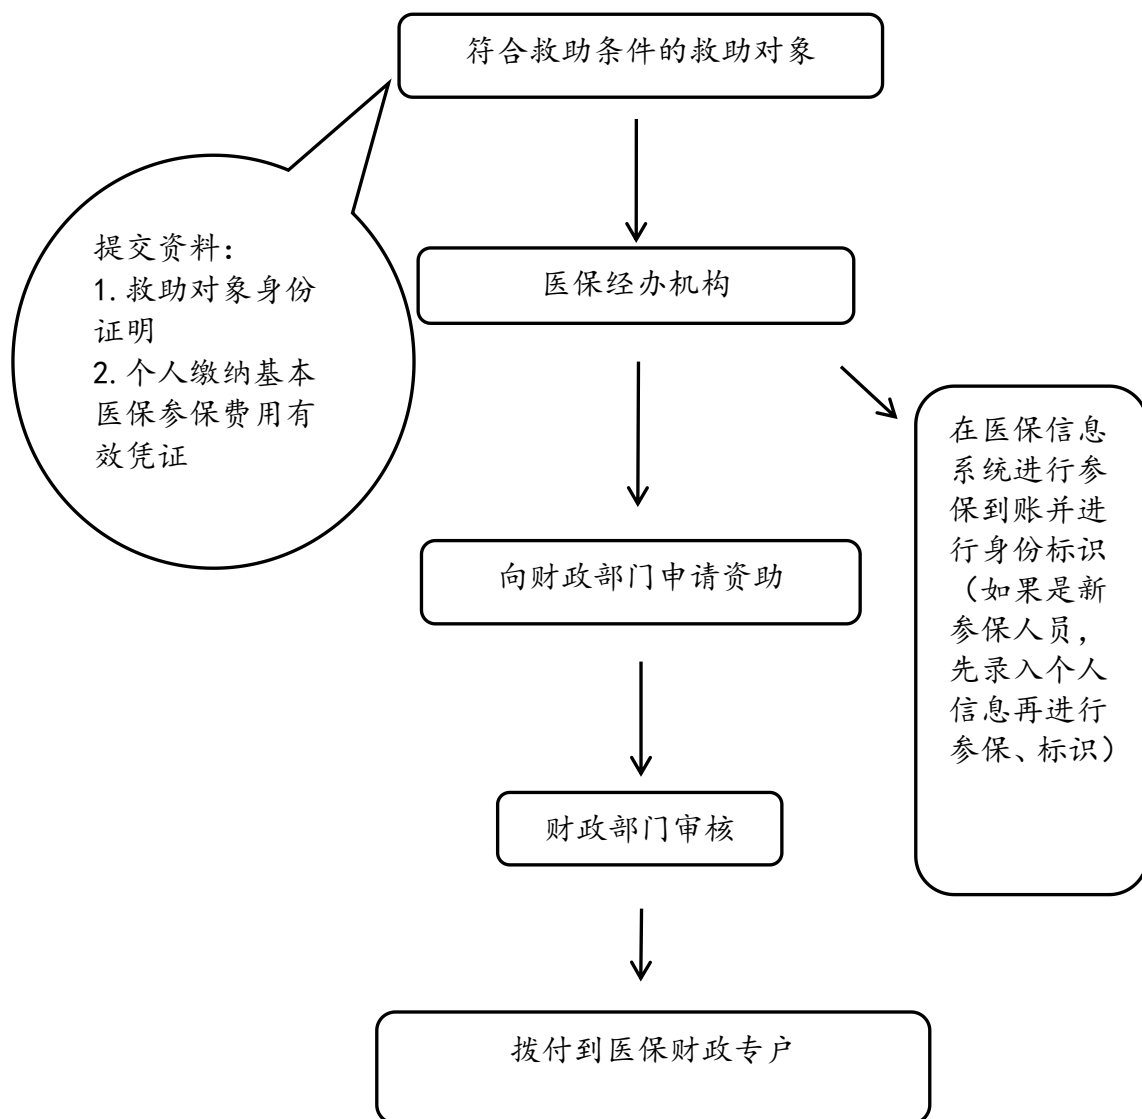 符合救助条件的救助对象
提交资料：
1.救助对象身份
证明
2.个人缴纳基本
医保参保费用有
效凭证
医保经办机构
在医保信息
系统进行参
保到账并进
行身份标识
（如果是新
参保人员，
先录入个人
信息再进行
参保、标识）
向财政部门申请资助
财政部门审核
拨付到医保财政专户